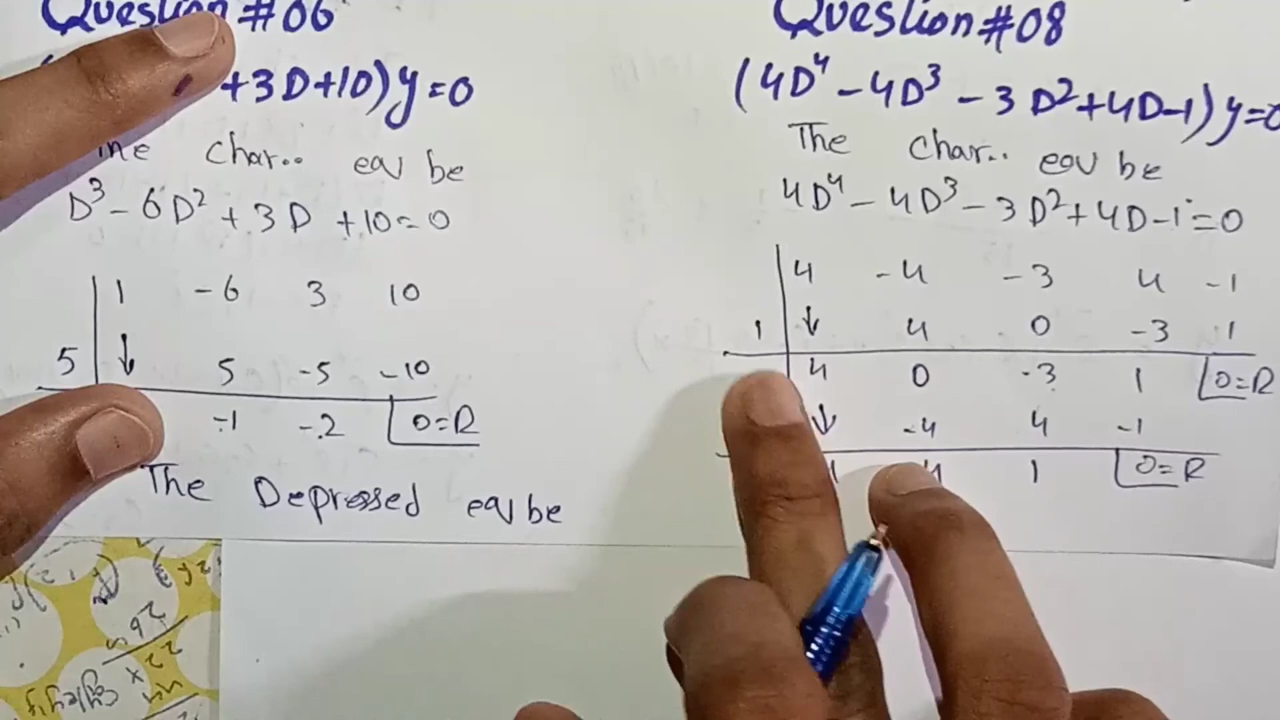 Question #06
+3D+10)y=0
The char.. eq be
D³ - 6D² + 3D + 10 = 0
1 -6 3 10
5 ↓ 5 -5 -10
-1 -2 0=R
The Depressed eq be
Question #08
(4D⁴ - 4D³ - 3D² + 4D - 1) y=0
The char.. eq be
4D⁴ - 4D³ - 3D² + 4D - 1 = 0
4 -4 -3 4 -1
1 ↓ 4 0 -3 1
4 0 -3 1 0=R
↓ -4 4 -1
1 0=R